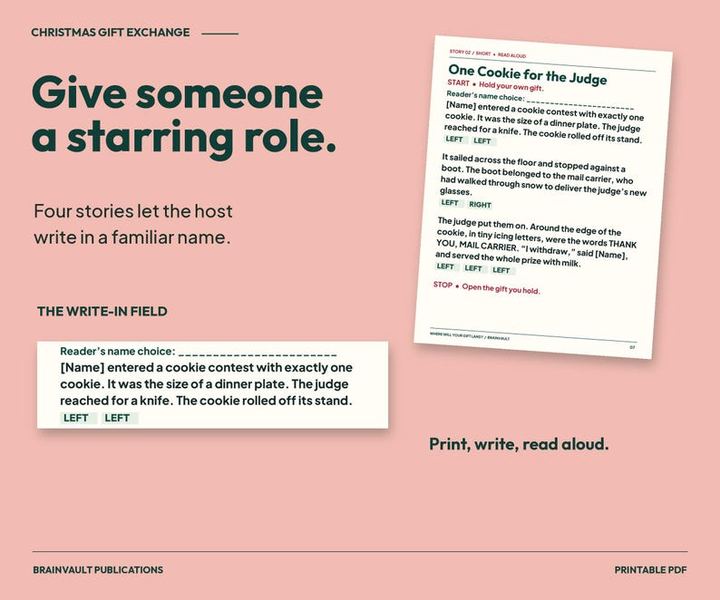 CHRISTMAS GIFT EXCHANGE
Give someone
a starring role.
Four stories let the host
write in a familiar name.
THE WRITE-IN FIELD
Reader's name choice: _______________________
[Name] entered a cookie contest with exactly one
cookie. It was the size of a dinner plate. The judge
reached for a knife. The cookie rolled off its stand.
LEFT LEFT
STORY 02 / SHORT • READ ALOUD
One Cookie for the Judge
START • Hold your own gift.
Reader's name choice: _______________________
[Name] entered a cookie contest with exactly one
cookie. It was the size of a dinner plate. The judge
reached for a knife. The cookie rolled off its stand.
LEFT LEFT
It sailed across the floor and stopped against a
boot. The boot belonged to the mail carrier, who
had walked through snow to deliver the judge's new
glasses.
LEFT RIGHT
The judge put them on. Around the edge of the
cookie, in tiny icing letters, were the words THANK
YOU, MAIL CARRIER. "I withdraw," said [Name],
and served the whole prize with milk.
LEFT LEFT LEFT
STOP • Open the gift you hold.
WHERE WILL YOUR GIFT LAND? / BRAINVAULT
07
Print, write, read aloud.
BRAINVAULT PUBLICATIONS
PRINTABLE PDF